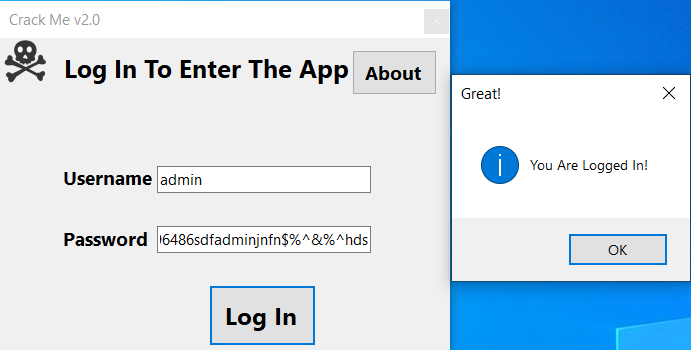 Crack Me v2.0
Log In To Enter The App
About
Username admin
Password 6486sdfadminjnfn$%^&%^hds
Log In
Great!
You Are Logged In!
OK